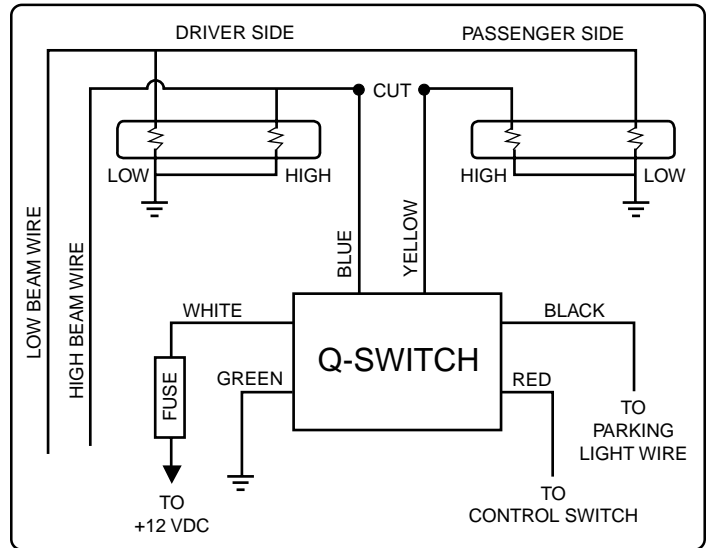 DRIVER SIDE
PASSENGER SIDE
CUT
LOW
HIGH
HIGH
LOW
LOW BEAM WIRE
HIGH BEAM WIRE
BLUE
YELLOW
WHITE
BLACK
Q-SWITCH
GREEN
RED
FUSE
TO
PARKING
LIGHT WIRE
TO
+12 VDC
TO
CONTROL SWITCH